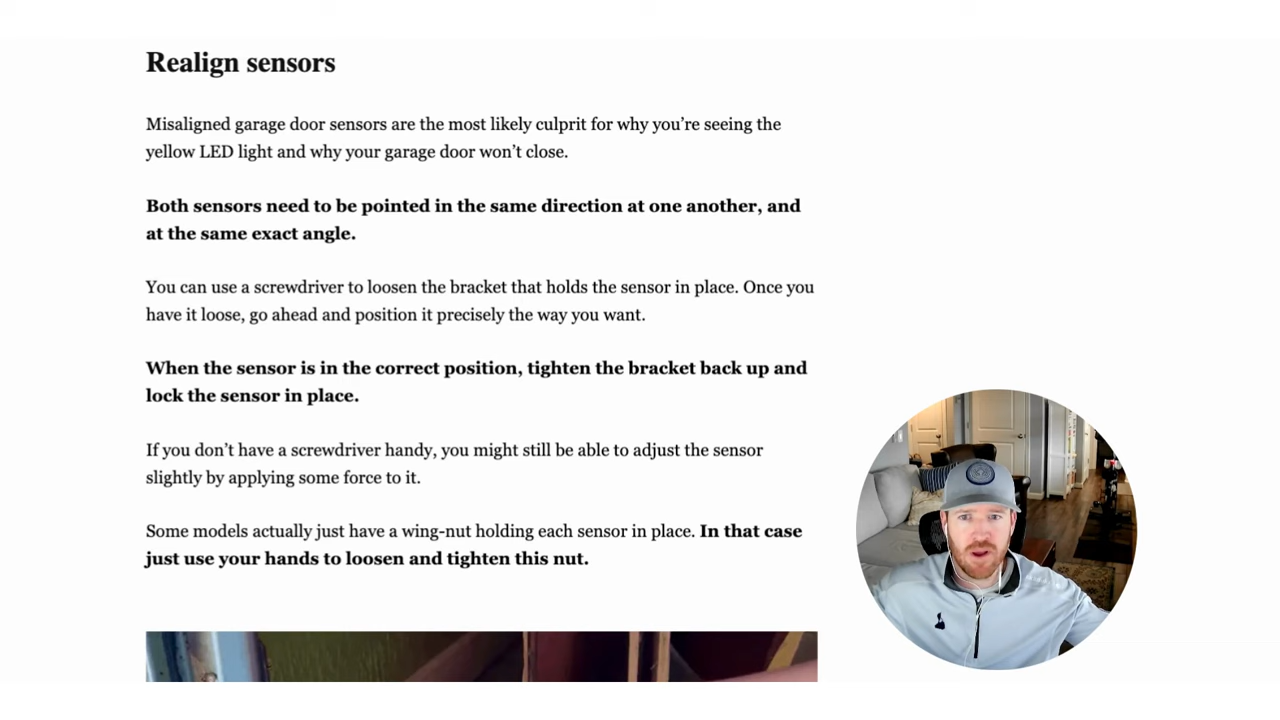 Realign sensors
Misaligned garage door sensors are the most likely culprit for why you’re seeing the
yellow LED light and why your garage door won’t close.
Both sensors need to be pointed in the same direction at one another, and
at the same exact angle.
You can use a screwdriver to loosen the bracket that holds the sensor in place. Once you
have it loose, go ahead and position it precisely the way you want.
When the sensor is in the correct position, tighten the bracket back up and
lock the sensor in place.
If you don’t have a screwdriver handy, you might still be able to adjust the sensor
slightly by applying some force to it.
Some models actually just have a wing-nut holding each sensor in place. In that case
just use your hands to loosen and tighten this nut.